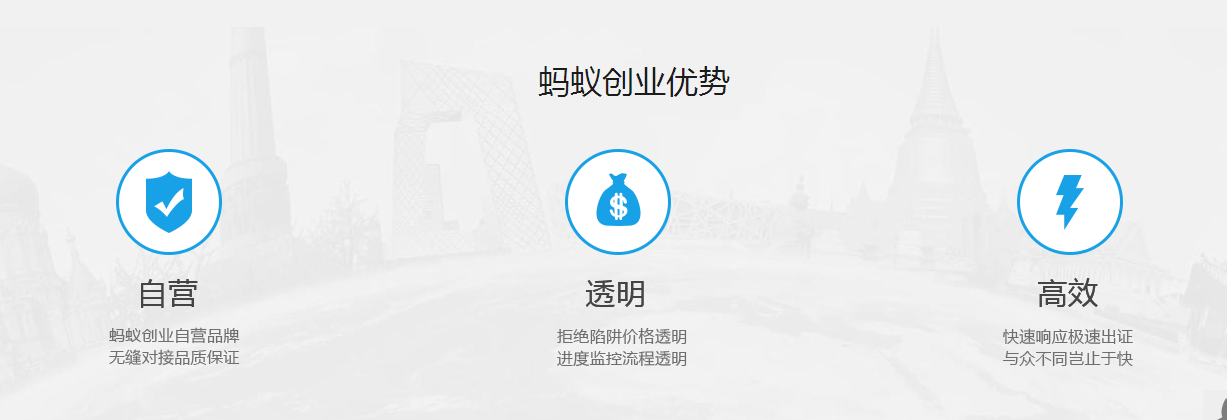 蚂蚁创业优势
自营
蚂蚁创业自营品牌
无缝对接品质保证
透明
拒绝陷阱价格透明
进度监控流程透明
高效
快速响应极速出证
与众不同岂止于快